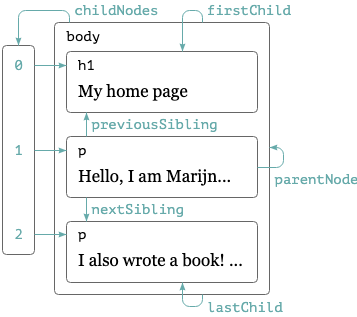 childNodes
firstChild
body
0
h1
My home page
previousSibling
1
p
Hello, I am Marijn...
parentNode
nextSibling
2
p
I also wrote a book! ...
lastChild